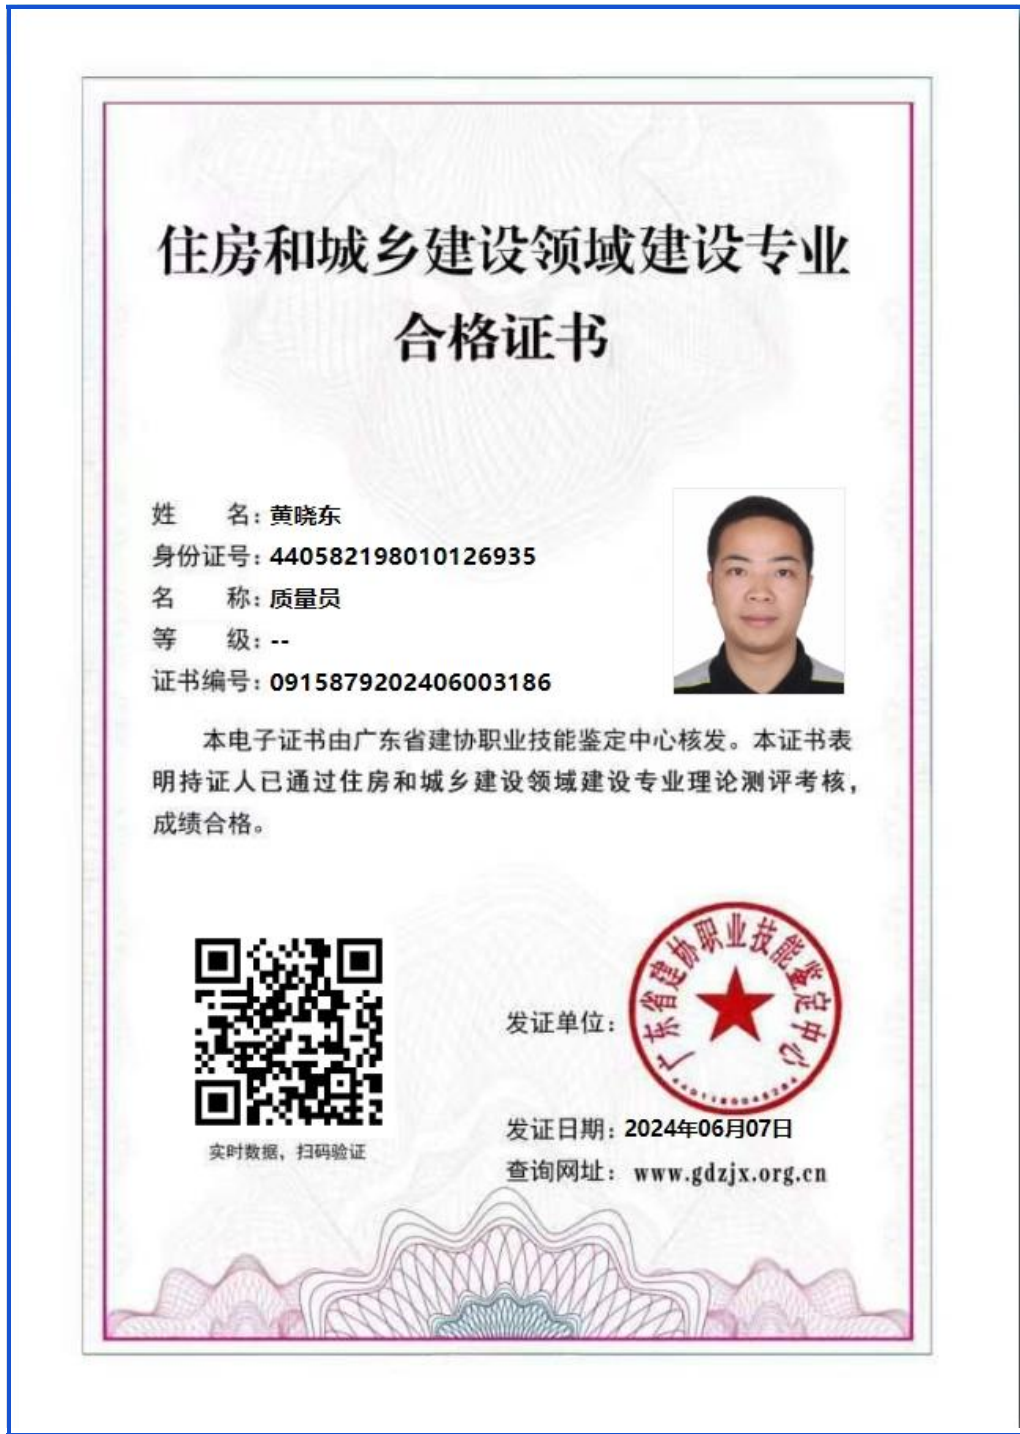 住房和城乡建设领域建设专业
合格证书
姓 名：黄晓东
身份证号：440582198010126935
名 称：质量员
等 级：--
证书编号：0915879202406003186
本电子证书由广东省建协职业技能鉴定中心核发。本证书表
明持证人已通过住房和城乡建设领域建设专业理论测评考核，
成绩合格。
实时数据，扫码验证
发证单位：
广东省建协职业技能鉴定中心
发证日期：2024年06月07日
查询网址：www.gdzjx.org.cn